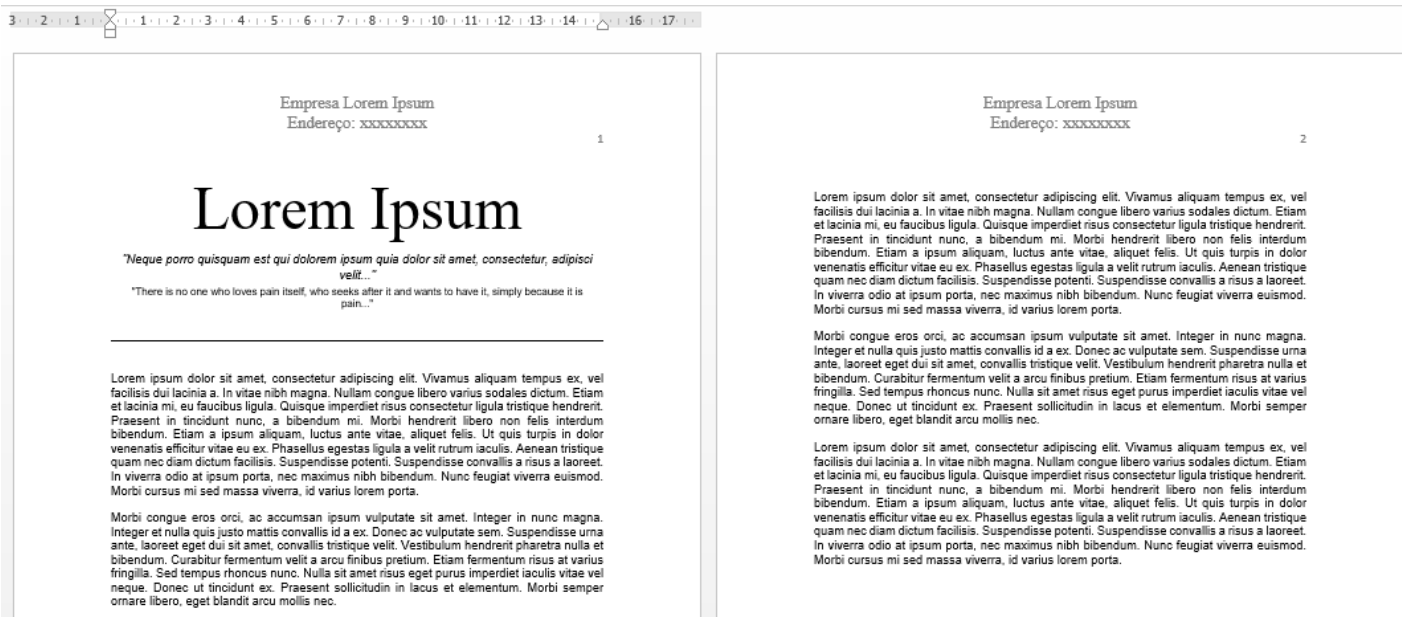 3 2 1 1 2 3 4 5 6 7 8 9 10 11 12 13 14 16 17
Empresa Lorem Ipsum
Endereço: xxxxxxxx
1
Lorem Ipsum
"Neque porro quisquam est qui dolorem ipsum quia dolor sit amet, consectetur, adipisci
velit..."
"There is no one who loves pain itself, who seeks after it and wants to have it, simply because it is
pain..."
Lorem ipsum dolor sit amet, consectetur adipiscing elit. Vivamus aliquam tempus ex, vel
facilisis dui lacinia a. In vitae nibh magna. Nullam congue libero varius sodales dictum. Etiam
et lacinia mi, eu faucibus ligula. Quisque imperdiet risus consectetur ligula tristique hendrerit.
Praesent in tincidunt nunc, a bibendum mi. Morbi hendrerit libero non felis interdum
bibendum. Etiam a ipsum aliquam, luctus ante vitae, aliquet felis. Ut quis turpis in dolor
venenatis efficitur vitae eu ex. Phasellus egestas ligula a velit rutrum iaculis. Aenean tristique
quam nec diam dictum facilisis. Suspendisse potenti. Suspendisse convallis a risus a laoreet.
In viverra odio at ipsum porta, nec maximus nibh bibendum. Nunc feugiat viverra euismod.
Morbi cursus mi sed massa viverra, id varius lorem porta.
Morbi congue eros orci, ac accumsan ipsum vulputate sit amet. Integer in nunc magna.
Integer et nulla quis justo mattis convallis id a ex. Donec ac vulputate sem. Suspendisse urna
ante, laoreet eget dui sit amet, convallis tristique velit. Vestibulum hendrerit pharetra nulla et
bibendum. Curabitur fermentum velit a arcu finibus pretium. Etiam fermentum risus at varius
fringilla. Sed tempus rhoncus nunc. Nulla sit amet risus eget purus imperdiet iaculis vitae vel
neque. Donec ut tincidunt ex. Praesent sollicitudin in lacus et elementum. Morbi semper
ornare libero, eget blandit arcu mollis nec.
Empresa Lorem Ipsum
Endereço: xxxxxxxx
2
Lorem ipsum dolor sit amet, consectetur adipiscing elit. Vivamus aliquam tempus ex, vel
facilisis dui lacinia a. In vitae nibh magna. Nullam congue libero varius sodales dictum. Etiam
et lacinia mi, eu faucibus ligula. Quisque imperdiet risus consectetur ligula tristique hendrerit.
Praesent in tincidunt nunc, a bibendum mi. Morbi hendrerit libero non felis interdum
bibendum. Etiam a ipsum aliquam, luctus ante vitae, aliquet felis. Ut quis turpis in dolor
venenatis efficitur vitae eu ex. Phasellus egestas ligula a velit rutrum iaculis. Aenean tristique
quam nec diam dictum facilisis. Suspendisse potenti. Suspendisse convallis a risus a laoreet.
In viverra odio at ipsum porta, nec maximus nibh bibendum. Nunc feugiat viverra euismod.
Morbi cursus mi sed massa viverra, id varius lorem porta.
Morbi congue eros orci, ac accumsan ipsum vulputate sit amet. Integer in nunc magna.
Integer et nulla quis justo mattis convallis id a ex. Donec ac vulputate sem. Suspendisse urna
ante, laoreet eget dui sit amet, convallis tristique velit. Vestibulum hendrerit pharetra nulla et
bibendum. Curabitur fermentum velit a arcu finibus pretium. Etiam fermentum risus at varius
fringilla. Sed tempus rhoncus nunc. Nulla sit amet risus eget purus imperdiet iaculis vitae vel
neque. Donec ut tincidunt ex. Praesent sollicitudin in lacus et elementum. Morbi semper
ornare libero, eget blandit arcu mollis nec.
Lorem ipsum dolor sit amet, consectetur adipiscing elit. Vivamus aliquam tempus ex, vel
facilisis dui lacinia a. In vitae nibh magna. Nullam congue libero varius sodales dictum. Etiam
et lacinia mi, eu faucibus ligula. Quisque imperdiet risus consectetur ligula tristique hendrerit.
Praesent in tincidunt nunc, a bibendum mi. Morbi hendrerit libero non felis interdum
bibendum. Etiam a ipsum aliquam, luctus ante vitae, aliquet felis. Ut quis turpis in dolor
venenatis efficitur vitae eu ex. Phasellus egestas ligula a velit rutrum iaculis. Aenean tristique
quam nec diam dictum facilisis. Suspendisse potenti. Suspendisse convallis a risus a laoreet.
In viverra odio at ipsum porta, nec maximus nibh bibendum. Nunc feugiat viverra euismod.
Morbi cursus mi sed massa viverra, id varius lorem porta.